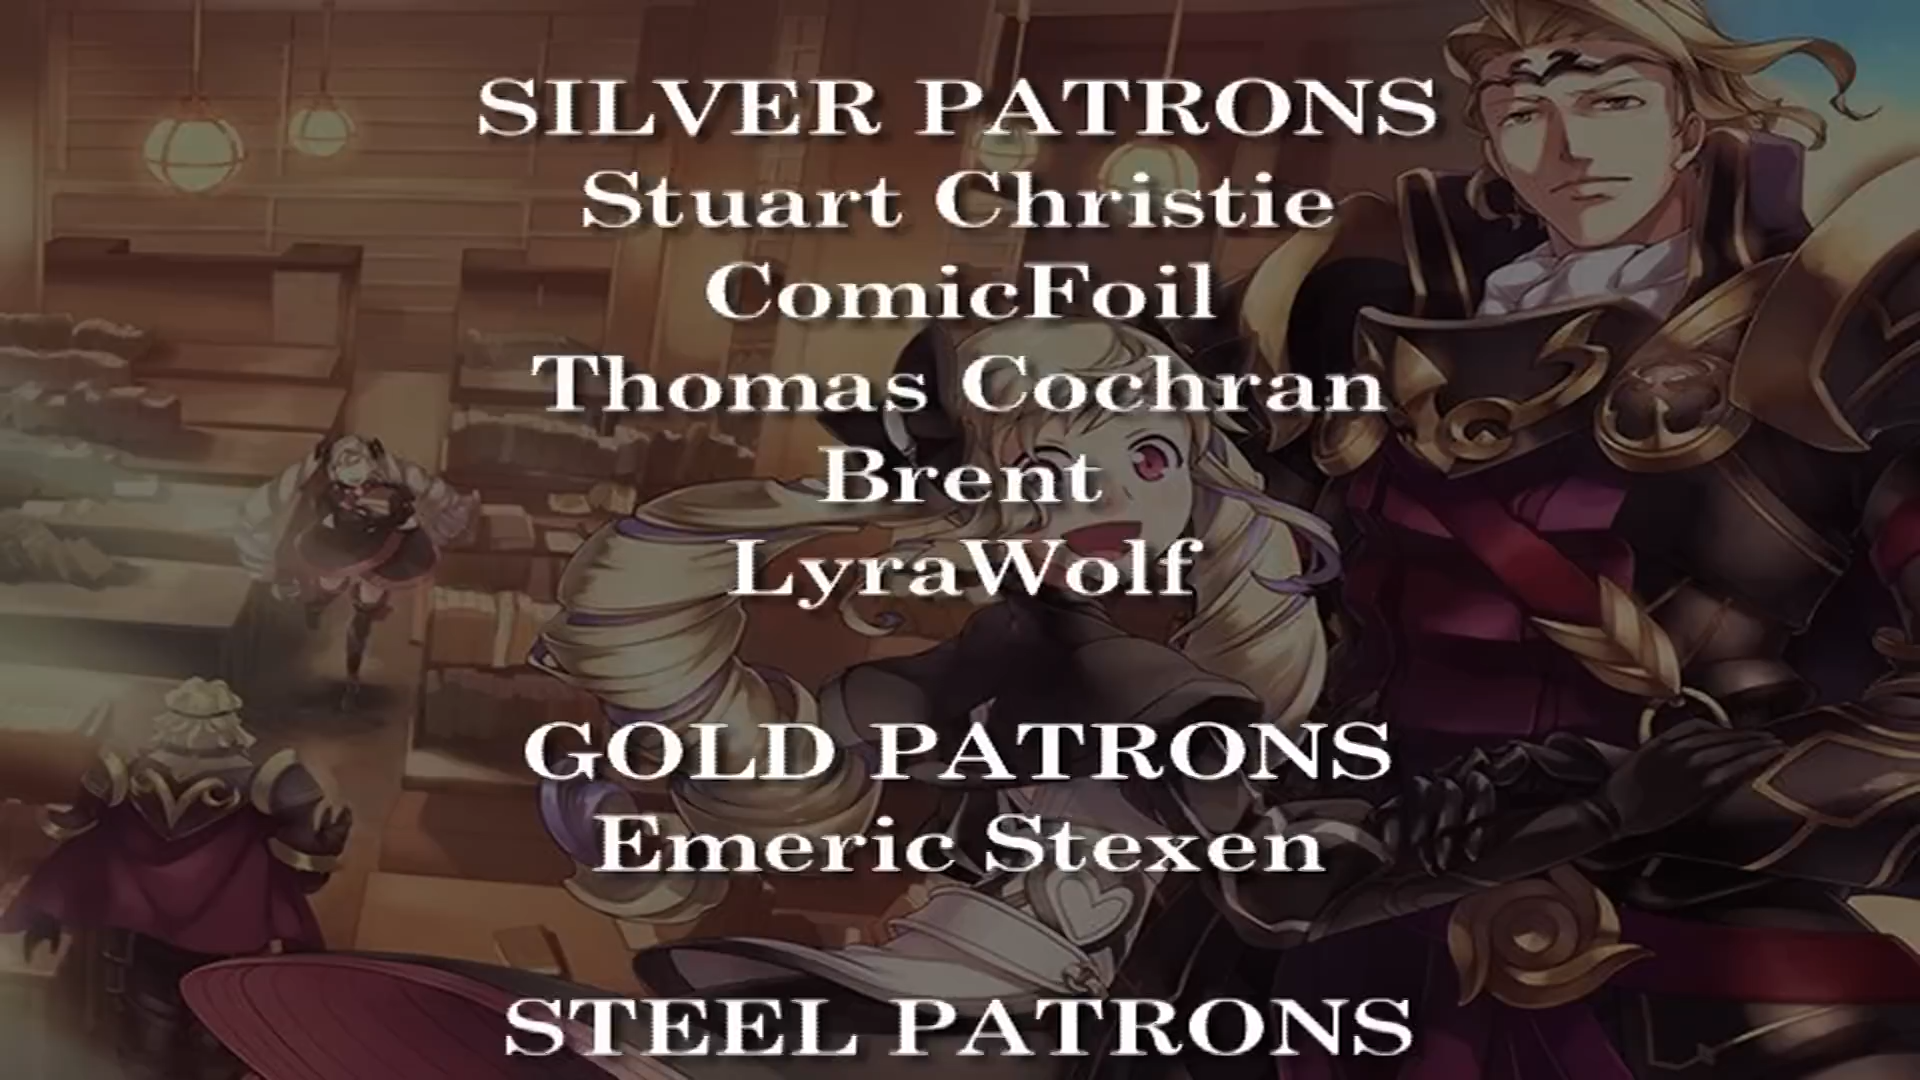 SILVER PATRONS
Stuart Christie
ComicFoil
Thomas Cochran
Brent
LyraWolf
GOLD PATRONS
Emeric Stexen
STEEL PATRONS